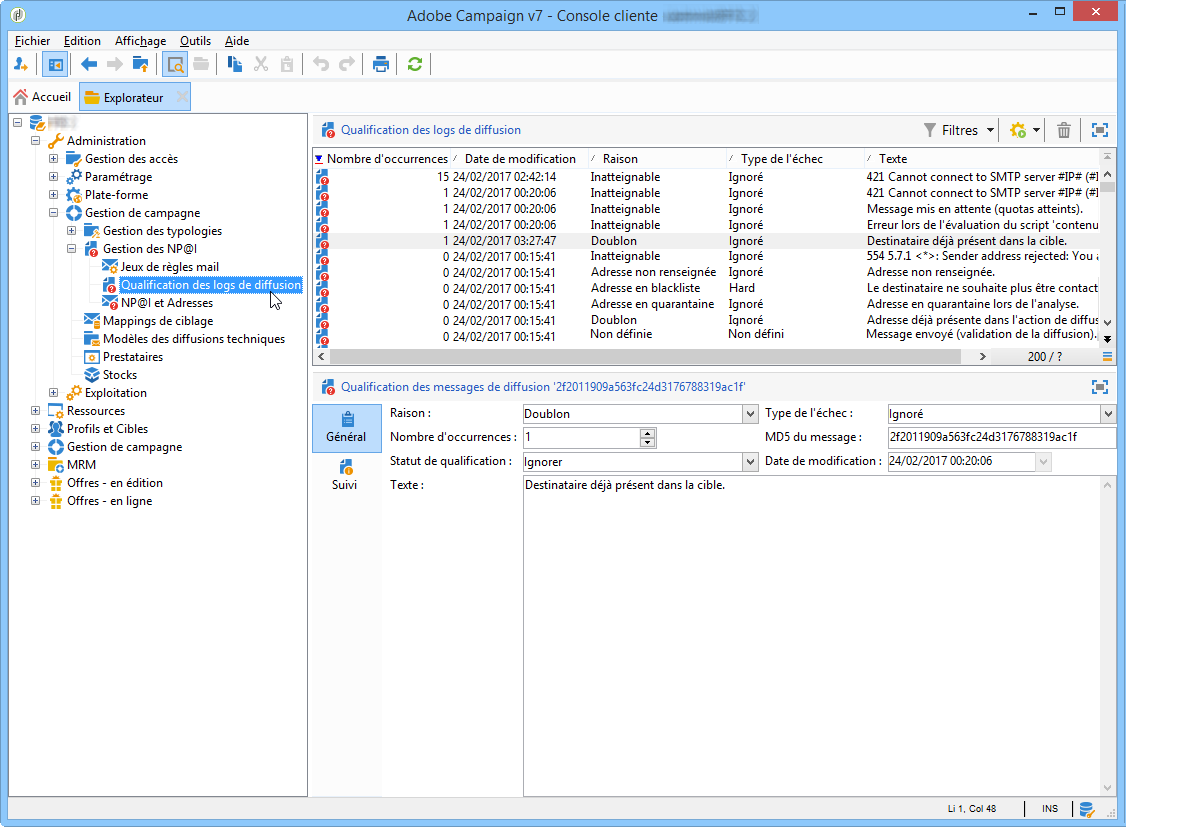 Adobe Campaign v7 - Console cliente
Fichier Edition Affichage Outils Aide
Accueil Explorateur
Administration
Gestion des accès
Paramétrage
Plate-forme
Gestion de campagne
Gestion des typologies
Gestion des NP@I
Jeux de règles mail
Qualification des logs de diffusion
NP@I et Adresses
Mappings de ciblage
Modèles des diffusions techniques
Prestataires
Stocks
Exploitation
Ressources
Profils et Cibles
Gestion de campagne
MRM
Offres - en édition
Offres - en ligne
Qualification des logs de diffusion Filtres
Nombre d'occurrences Date de modification Raison Type de l'échec Texte
15 24/02/2017 02:42:14 Inatteignable Ignoré 421 Cannot connect to SMTP server #IP# (#I
1 24/02/2017 00:20:06 Inatteignable Ignoré 421 Cannot connect to SMTP server #IP# (#I
1 24/02/2017 00:20:06 Inatteignable Ignoré Message mis en attente (quotas atteints).
1 24/02/2017 00:20:06 Inatteignable Ignoré Erreur lors de l'évaluation du script 'contenu
1 24/02/2017 03:27:47 Doublon Ignoré Destinataire déjà présent dans la cible.
0 24/02/2017 00:15:41 Inatteignable Ignoré 554 5.7.1 <*>: Sender address rejected: You a
0 24/02/2017 00:15:41 Adresse non renseignée Ignoré Adresse non renseignée.
0 24/02/2017 00:15:41 Adresse en blackliste Hard Le destinataire ne souhaite plus être contact
0 24/02/2017 00:15:41 Adresse en quarantaine Ignoré Adresse en quarantaine lors de l'analyse.
0 24/02/2017 00:15:41 Doublon Ignoré Adresse déjà présente dans l'action de diffus
0 24/02/2017 00:15:41 Non définie Non défini Message envoyé (validation de la diffusion).
200 / ?
Qualification des messages de diffusion '2f2011909a563fc24d3176788319ac1f'
Général
Suivi
Raison : Doublon Type de l'échec : Ignoré
Nombre d'occurrences : 1 MD5 du message : 2f2011909a563fc24d3176788319ac1f
Statut de qualification : Ignorer Date de modification : 24/02/2017 00:20:06
Texte : Destinataire déjà présent dans la cible.
Li 1, Col 48 INS